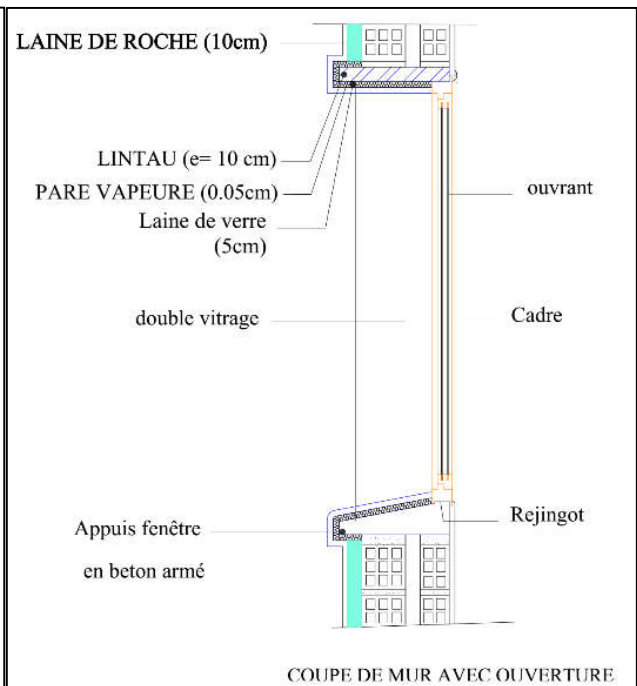 LAINE DE ROCHE (10cm)
LINTAU (e= 10 cm)
PARE VAPEURE (0.05cm)
ouvrant
Laine de verre
(5cm)
double vitrage
Cadre
Appuis fenêtre
en beton armé
Rejingot
COUPE DE MUR AVEC OUVERTURE